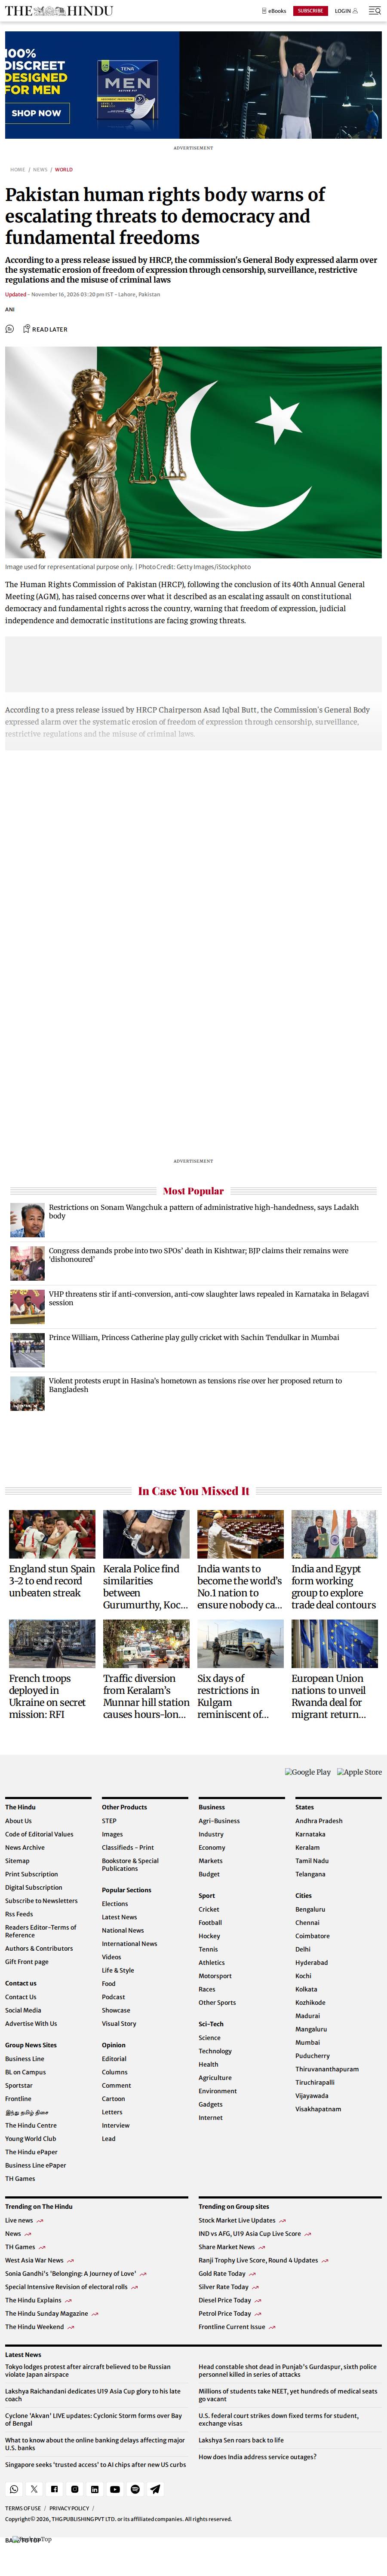 THE HINDU
eBooks
SUBSCRIBE
LOGIN
100%
DISCREET
DESIGNED
FOR MEN
SHOP NOW
TENA
MEN
ACTIVE FIT
ADVERTISEMENT
HOME / NEWS / WORLD
Pakistan human rights body warns of
escalating threats to democracy and
fundamental freedoms
According to a press release issued by HRCP, the commission's General Body expressed alarm over
the systematic erosion of freedom of expression through censorship, surveillance, restrictive
regulations and the misuse of criminal laws
Updated - November 16, 2026 03:20 pm IST - Lahore, Pakistan
ANI
READ LATER
Image used for representational purpose only. | Photo Credit: Getty Images/iStockphoto
The Human Rights Commission of Pakistan (HRCP), following the conclusion of its 40th Annual General
Meeting (AGM), has raised concerns over what it described as an escalating assault on constitutional
democracy and fundamental rights across the country, warning that freedom of expression, judicial
independence and democratic institutions are facing growing threats.
According to a press release issued by HRCP Chairperson Asad Iqbal Butt, the Commission's General Body
expressed alarm over the systematic erosion of freedom of expression through censorship, surveillance,
restrictive regulations and the misuse of criminal laws.
ADVERTISEMENT
Most Popular
Restrictions on Sonam Wangchuk a pattern of administrative high-handedness, says Ladakh
body
Congress demands probe into two SPOs' death in Kishtwar; BJP claims their remains were
'dishonoured'
VHP threatens stir if anti-conversion, anti-cow slaughter laws repealed in Karnataka in Belagavi
session
Prince William, Princess Catherine play gully cricket with Sachin Tendulkar in Mumbai
Violent protests erupt in Hasina's hometown as tensions rise over her proposed return to
Bangladesh
In Case You Missed It
England stun Spain
3-2 to end record
unbeaten streak
Kerala Police find
similarities
between
Gurumurthy, Koc...
India wants to
become the world's
No.1 nation to
ensure nobody ca...
India and Egypt
form working
group to explore
trade deal contours
French troops
deployed in
Ukraine on secret
mission: RFI
Traffic diversion
from Keralam's
Munnar hill station
causes hours-lon...
Six days of
restrictions in
Kulgam
reminiscent of...
European Union
nations to unveil
Rwanda deal for
migrant return...
Google Play
Apple Store
The Hindu
About Us
Code of Editorial Values
News Archive
Sitemap
Print Subscription
Digital Subscription
Subscribe to Newsletters
Rss Feeds
Readers Editor-Terms of
Reference
Authors & Contributors
Gift Front page
Contact us
Contact Us
Social Media
Advertise With Us
Group News Sites
Business Line
BL on Campus
Sportstar
Frontline
இந்து தமிழ் திசை
The Hindu Centre
Young World Club
The Hindu ePaper
Business Line ePaper
TH Games
Other Products
STEP
Images
Classifieds - Print
Bookstore & Special
Publications
Popular Sections
Elections
Latest News
National News
International News
Videos
Life & Style
Food
Podcast
Showcase
Visual Story
Opinion
Editorial
Columns
Comment
Cartoon
Letters
Interview
Lead
Business
Agri-Business
Industry
Economy
Markets
Budget
Sport
Cricket
Football
Hockey
Tennis
Athletics
Motorsport
Races
Other Sports
Sci-Tech
Science
Technology
Health
Agriculture
Environment
Gadgets
Internet
States
Andhra Pradesh
Karnataka
Keralam
Tamil Nadu
Telangana
Cities
Bengaluru
Chennai
Coimbatore
Delhi
Hyderabad
Kochi
Kolkata
Kozhikode
Madurai
Mangaluru
Mumbai
Puducherry
Thiruvananthapuram
Tiruchirapalli
Vijayawada
Visakhapatnam
Trending on The Hindu
Live news
News
TH Games
West Asia War News
Sonia Gandhi's 'Belonging: A Journey of Love'
Special Intensive Revision of electoral rolls
The Hindu Explains
The Hindu Sunday Magazine
The Hindu Weekend
Trending on Group sites
Stock Market Live Updates
IND vs AFG, U19 Asia Cup Live Score
Share Market News
Ranji Trophy Live Score, Round 4 Updates
Gold Rate Today
Silver Rate Today
Diesel Price Today
Petrol Price Today
Frontline Current Issue
Latest News
Tokyo lodges protest after aircraft believed to be Russian
violate Japan airspace
Lakshya Raichandani dedicates U19 Asia Cup glory to his late
coach
Cyclone 'Akvan' LIVE updates: Cyclonic Storm forms over Bay
of Bengal
What to know about the online banking delays affecting major
U.S. banks
Singapore seeks 'trusted access' to AI chips after new US curbs
Head constable shot dead in Punjab's Gurdaspur, sixth police
personnel killed in series of attacks
Millions of students take NEET, yet hundreds of medical seats
go vacant
U.S. federal court strikes down fixed terms for student,
exchange visas
Lakshya Sen roars back to life
How does India address service outages?
TERMS OF USE / PRIVACY POLICY /
Copyright© 2026, THG PUBLISHING PVT LTD. or its affiliated companies. All rights reserved.
BACK TO TOP